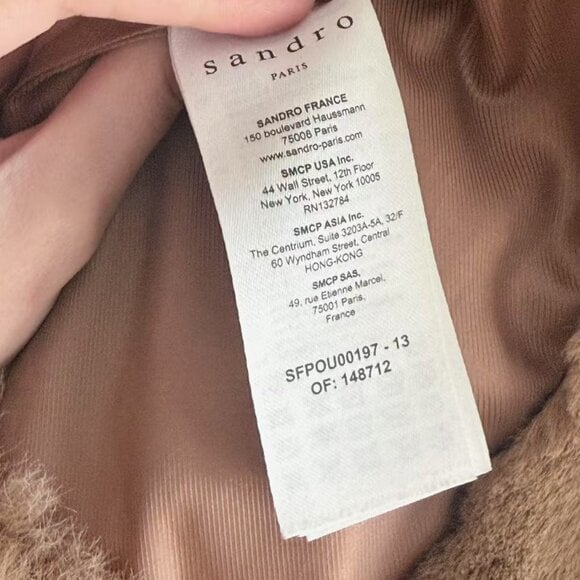 sandro
PARIS
SANDRO FRANCE
150 boulevard Haussmann
75008 Paris
www.sandro-paris.com
SMCP USA Inc.
44 Wall Street, 12th Floor
New York, New York 10005
RN132784
SMCP ASIA Inc.
The Centrium, Suite 3203A-5A, 32/F
60 Wyndham Street, Central
HONG-KONG
SMCP SAS,
49, rue Etienne Marcel,
75001 Paris,
France
SFPOU00197 - 13
OF: 148712